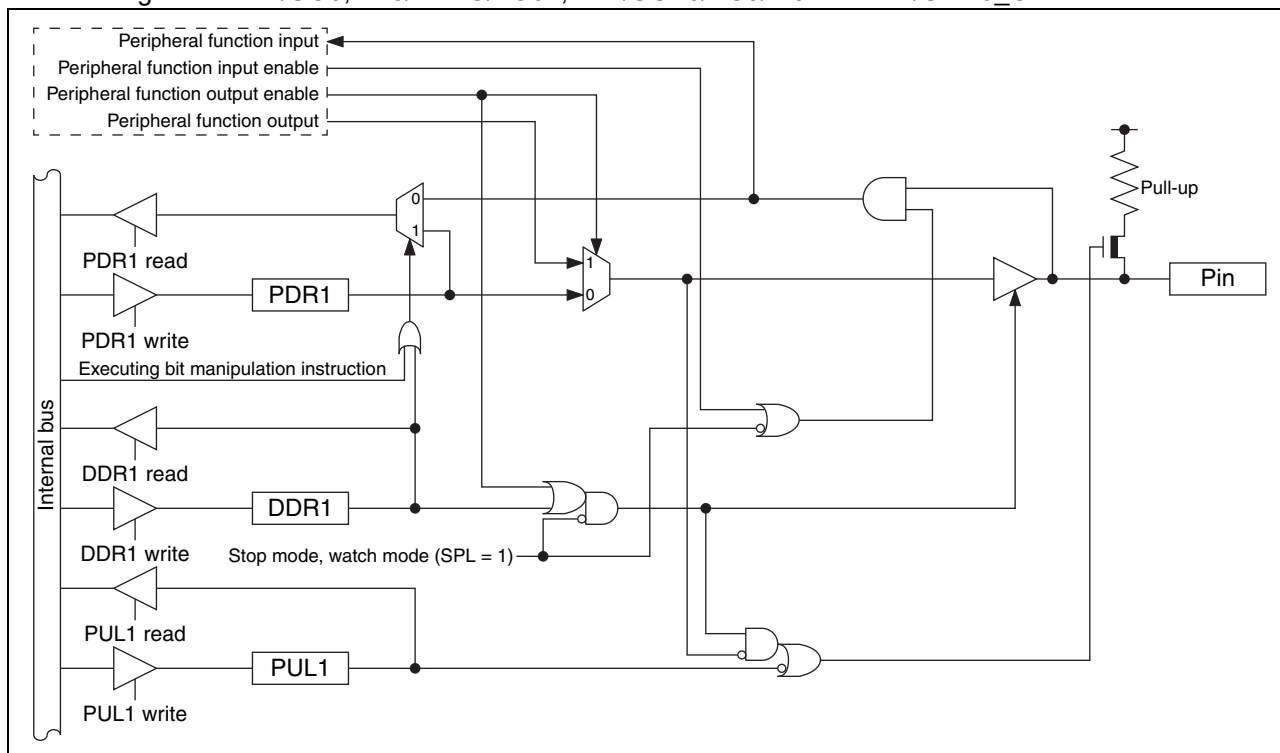 Peripheral function input
Peripheral function input enable
Peripheral function output enable
Peripheral function output
Pull-up
0
1
PDR1 read
1
PDR1
0
Pin
PDR1 write
Executing bit manipulation instruction
Internal bus
DDR1 read
DDR1
DDR1 write
Stop mode, watch mode (SPL = 1)
PUL1 read
PUL1
PUL1 write